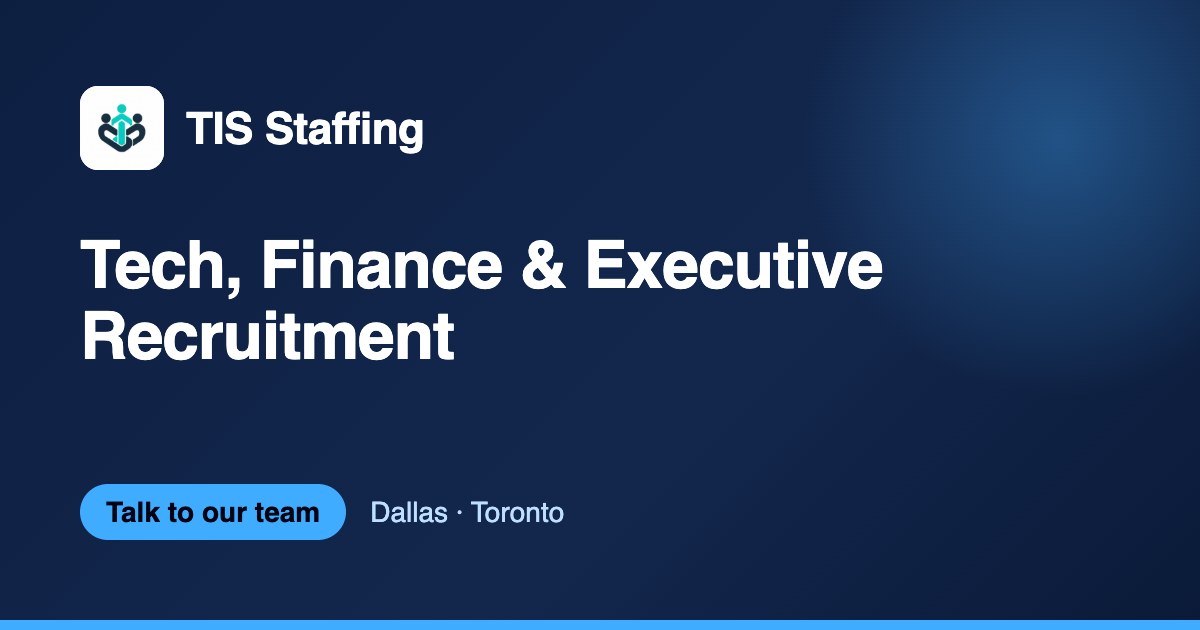 TIS Staffing
Tech, Finance & Executive
Recruitment
Talk to our team
Dallas · Toronto